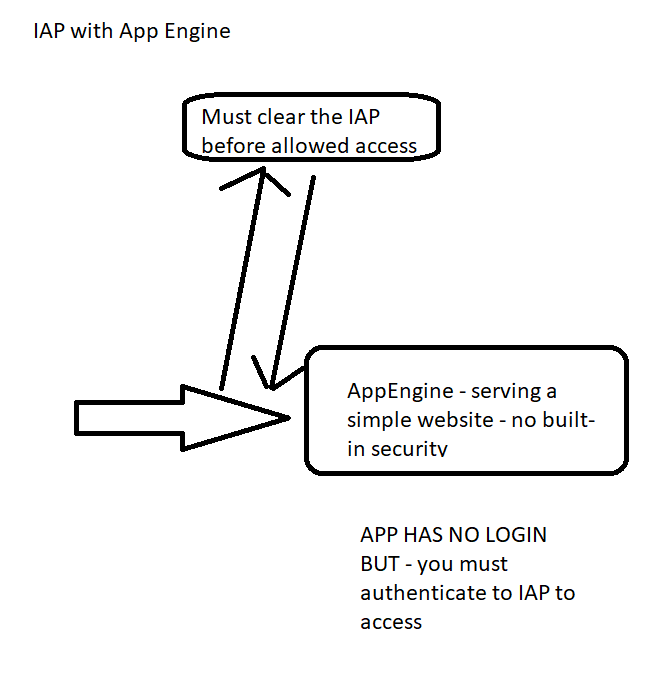 IAP with App Engine
Must clear the IAP
before allowed access
AppEngine - serving a
simple website - no built-
in security
APP HAS NO LOGIN
BUT - you must
authenticate to IAP to
access